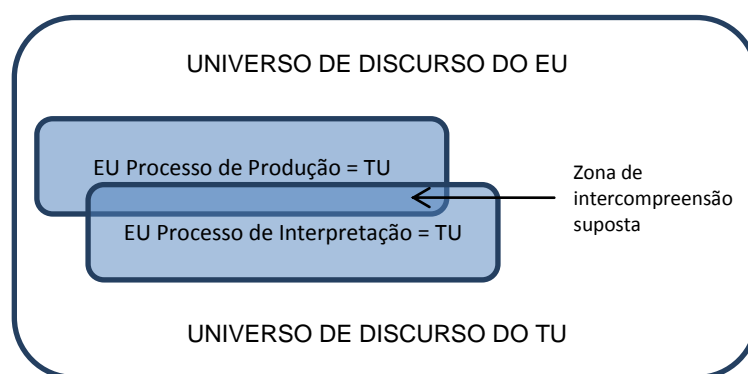 UNIVERSO DE DISCURSO DO EU
EU Processo de Produção = TU
Zona de
intercompreensão
suposta
EU Processo de Interpretação = TU
UNIVERSO DE DISCURSO DO TU